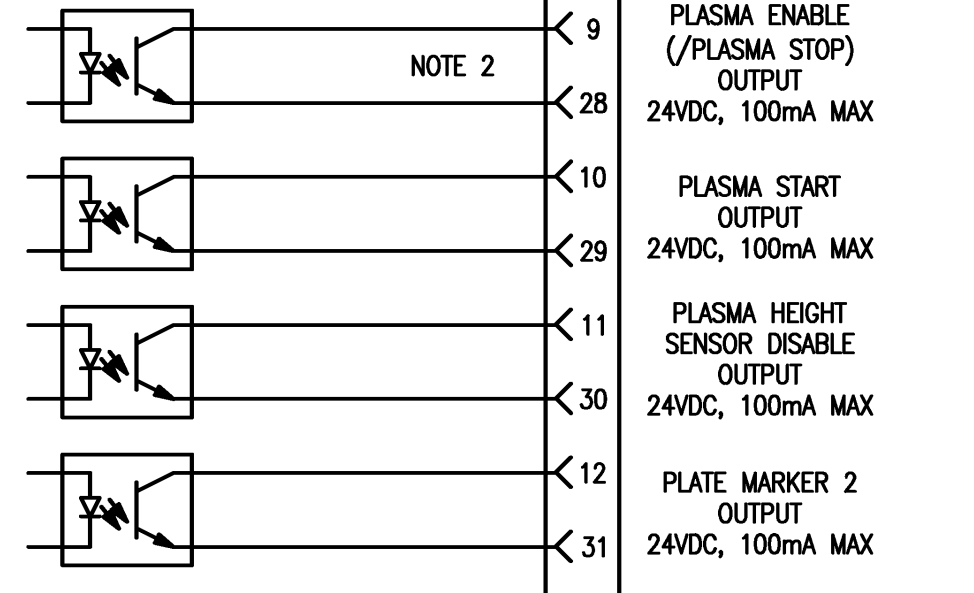 9
NOTE 2
28
PLASMA ENABLE
(/PLASMA STOP)
OUTPUT
24VDC, 100mA MAX
10
29
PLASMA START
OUTPUT
24VDC, 100mA MAX
11
30
PLASMA HEIGHT
SENSOR DISABLE
OUTPUT
24VDC, 100mA MAX
12
31
PLATE MARKER 2
OUTPUT
24VDC, 100mA MAX